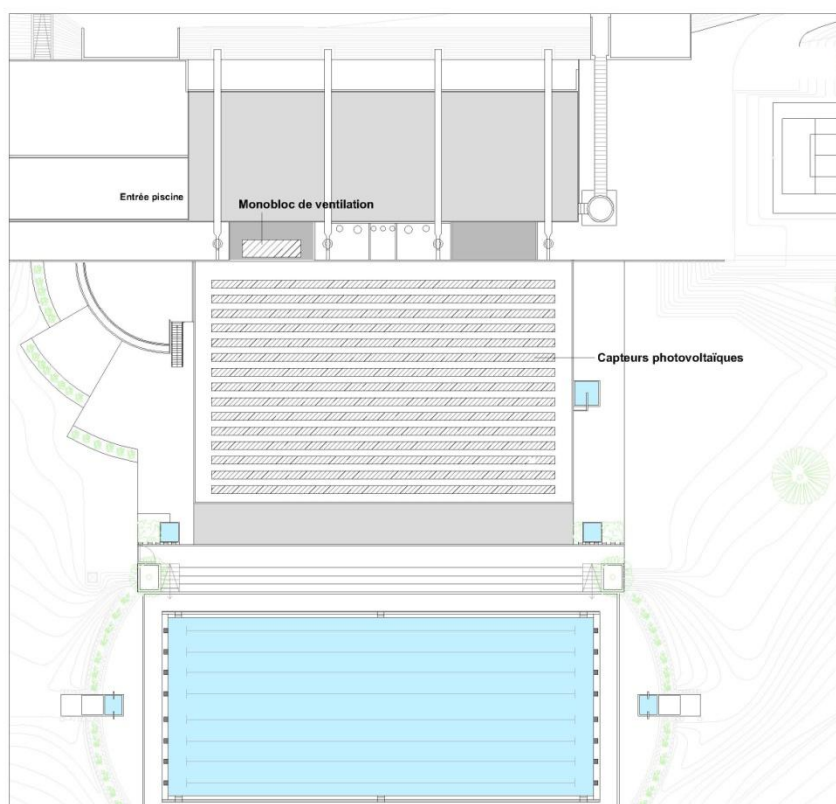 Entrée piscine
Monobloc de ventilation
Capteurs photovoltaïques